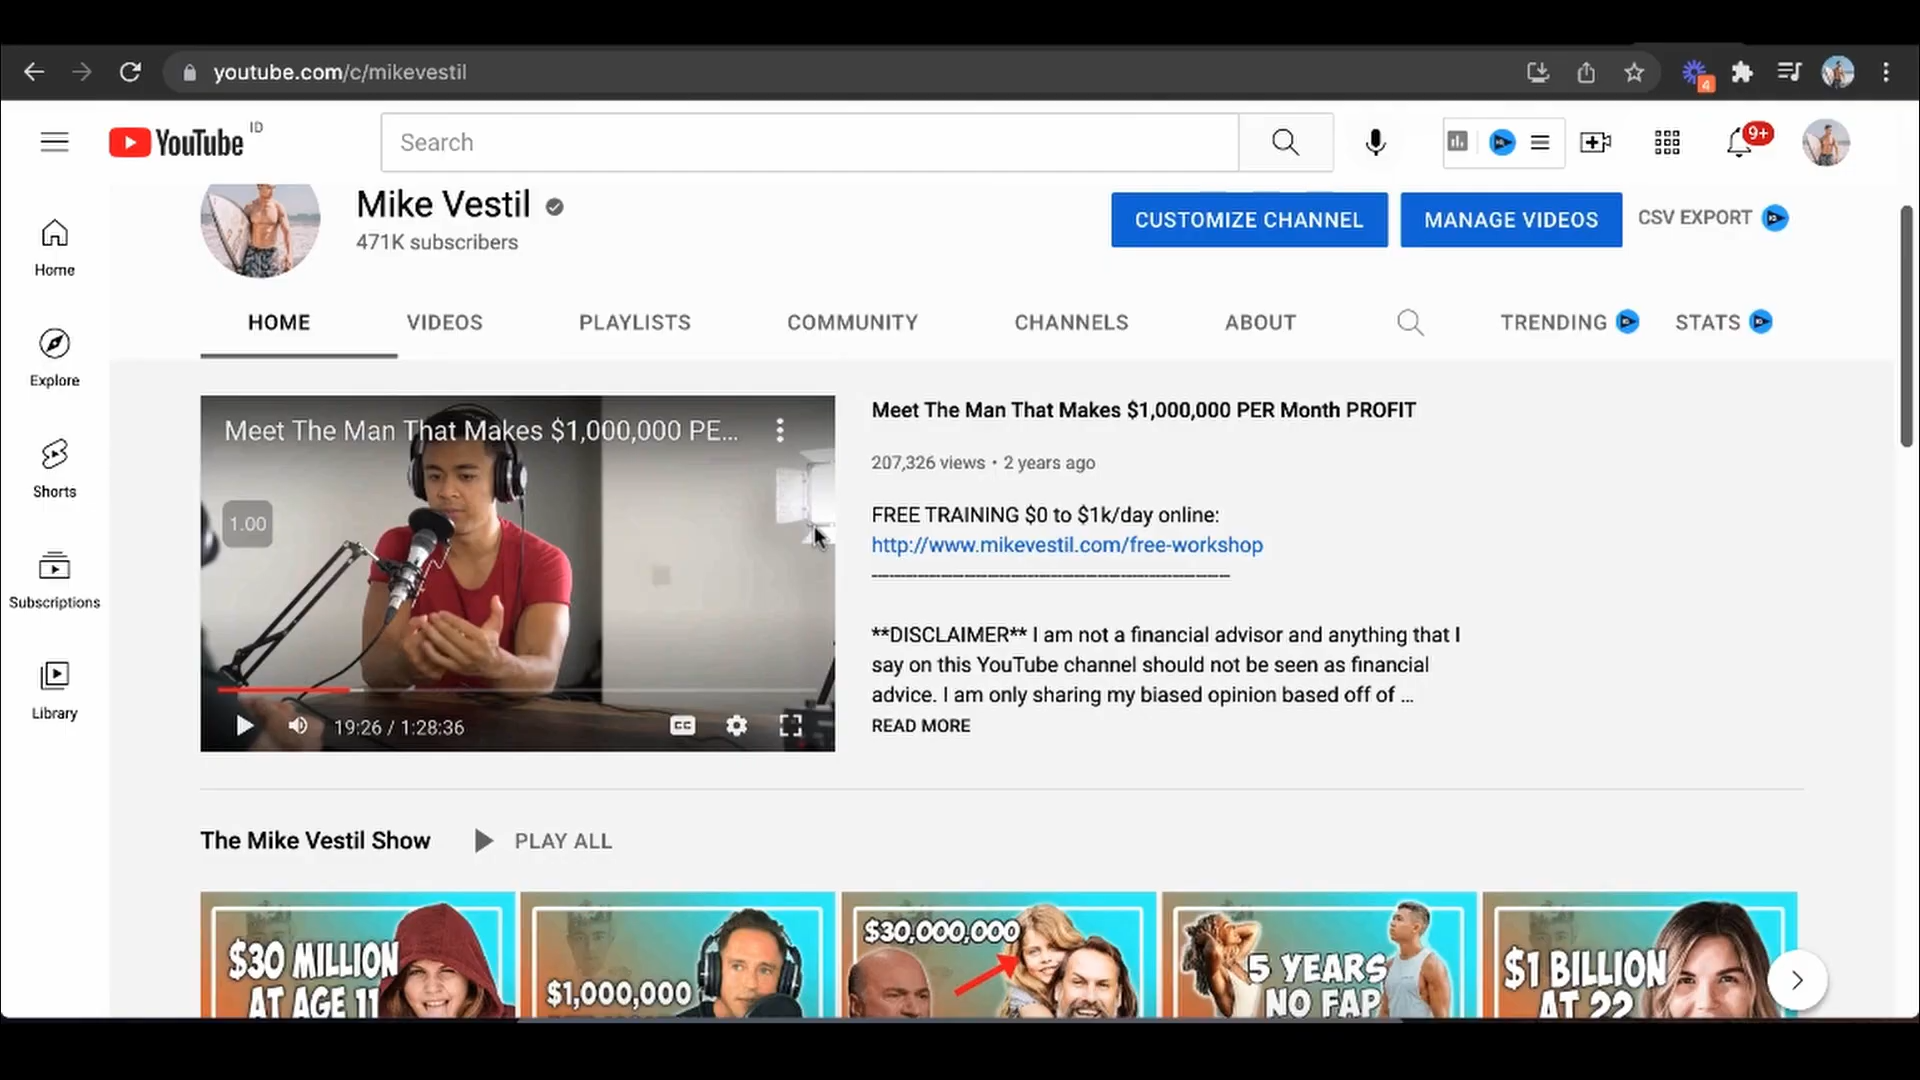 youtube.com/c/mikevestil
4
YouTube ID
Search
9+
Mike Vestil
471K subscribers
CUSTOMIZE CHANNEL
MANAGE VIDEOS
CSV EXPORT
Home
Explore
Shorts
Subscriptions
Library
HOME
VIDEOS
PLAYLISTS
COMMUNITY
CHANNELS
ABOUT
TRENDING
STATS
Meet The Man That Makes $1,000,000 PE...
1.00
19:26 / 1:28:36
CC
Meet The Man That Makes $1,000,000 PER Month PROFIT
207,326 views • 2 years ago
FREE TRAINING $0 to $1k/day online:
http://www.mikevestil.com/free-workshop
------------------------------------------------------------
**DISCLAIMER** I am not a financial advisor and anything that I
say on this YouTube channel should not be seen as financial
advice. I am only sharing my biased opinion based off of ...
READ MORE
The Mike Vestil Show
PLAY ALL
$30 MILLION
AT AGE 11
$1,000,000
$30,000,000
5 YEARS
NO FAP
$1 BILLION
AT 22